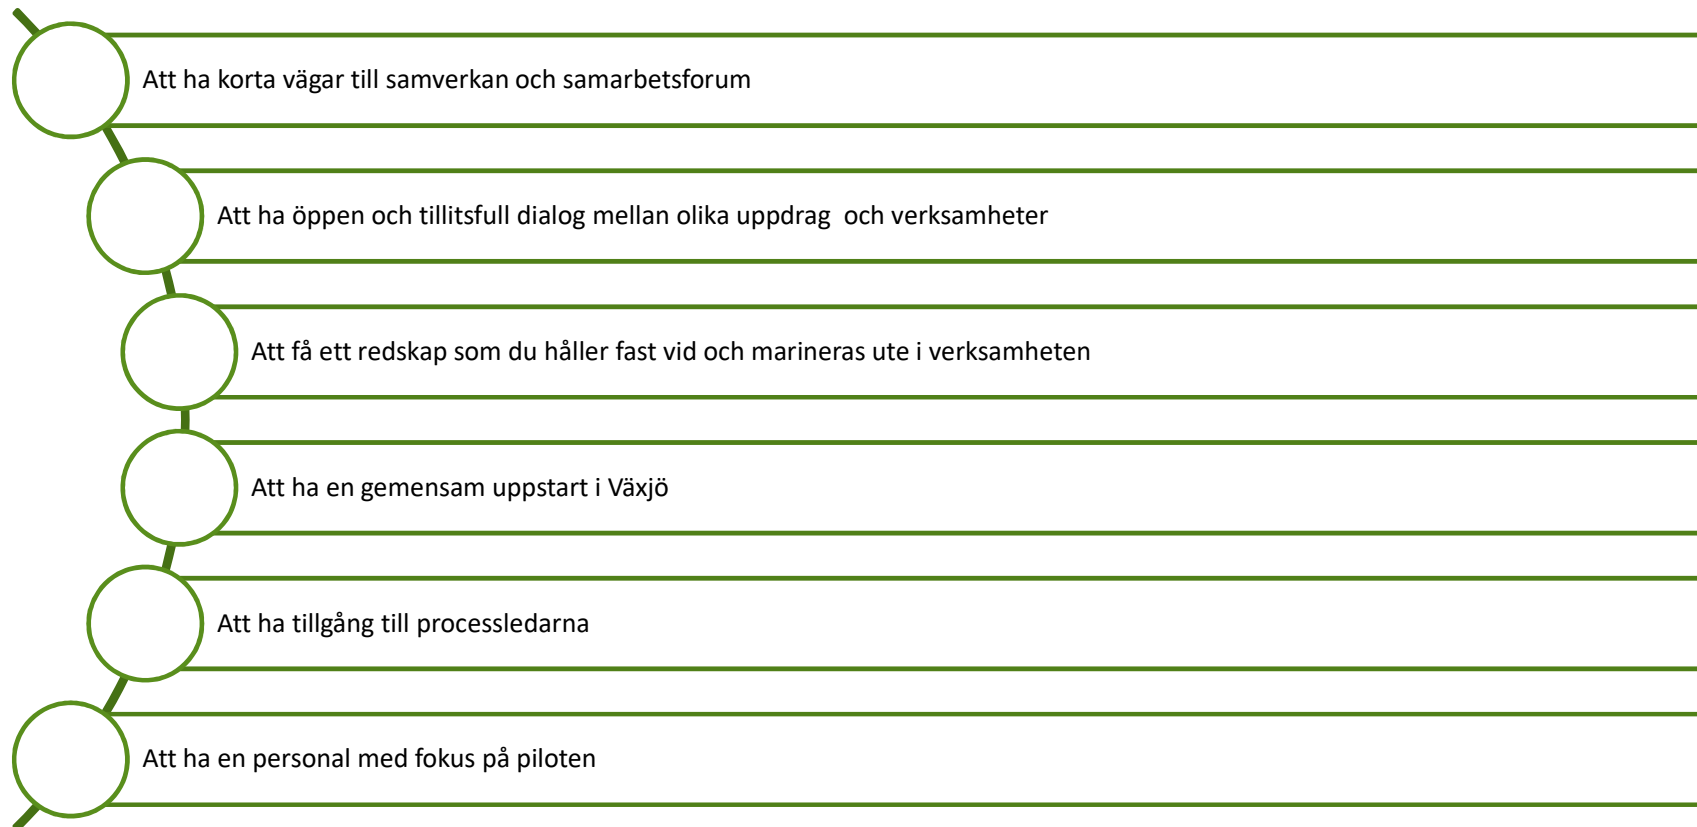 Att ha korta vägar till samverkan och samarbetsforum
Att ha öppen och tillitsfull dialog mellan olika uppdrag  och verksamheter
Att få ett redskap som du håller fast vid och marineras ute i verksamheten
Att ha en gemensam uppstart i Växjö
Att ha tillgång till processledarna
Att ha en personal med fokus på piloten